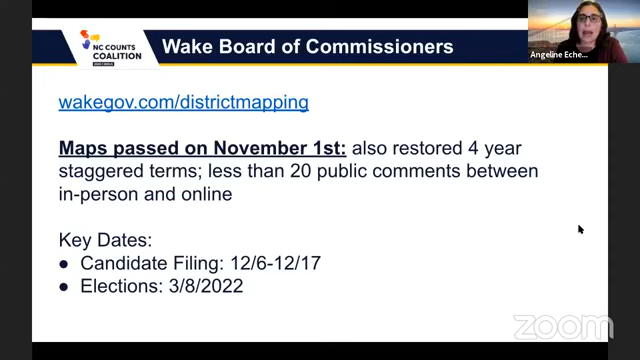 NC COUNTS
COALITION
Wake Board of Commissioners
Angeline Eche...
wakegov.com/districtmapping
Maps passed on November 1st: also restored 4 year
staggered terms; less than 20 public comments between
in-person and online
Key Dates:
● Candidate Filing: 12/6-12/17
● Elections: 3/8/2022
zoom